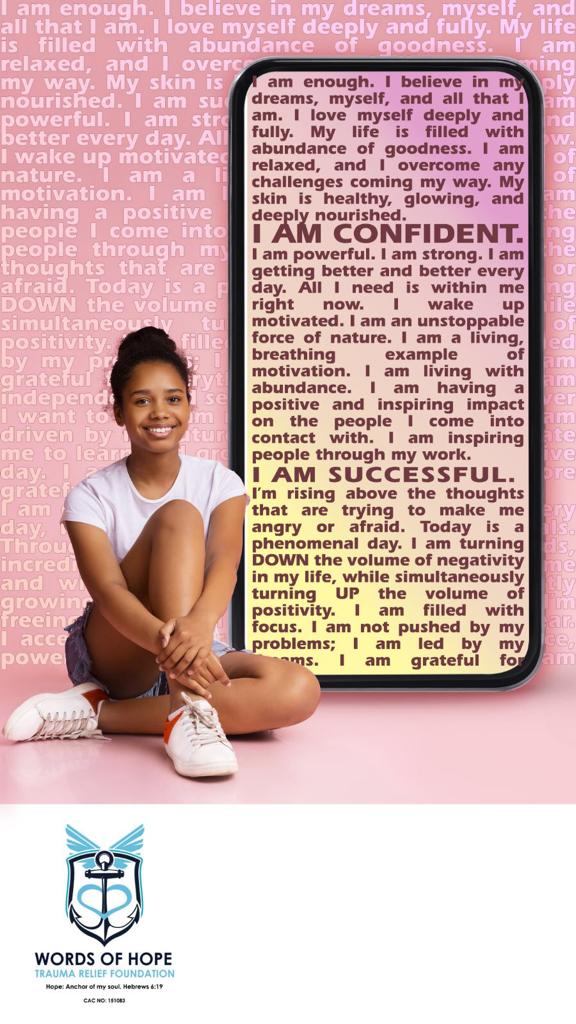 I am enough. I believe in my dreams, myself, and
all that I am. I love myself deeply and fully. My life
is filled with abundance of goodness. I am
relaxed, and I overco
ming
my way. My skin is
nourished. I am suc
powerful. I am stro
better every day. All
I wake up motivated
nature. I am a li
motivation. I am l
having a positive
people I come into
people through my
thoughts that are
afraid. Today is a p
DOWN the volume
simultaneously tu
positivity. filled
by my I
grateful
I want to
driven by
me to lear
day. I a
gratef
I am
day,
Throu
incredi
and wi
growing
freein
I acce
powe
I am enough. I believe in my
dreams, myself, and all that I
am. I love myself deeply and
fully. My life is filled with
abundance of goodness. I am
relaxed, and I overcome any
challenges coming my way. My
skin is healthy, glowing, and
deeply nourished.
I AM CONFIDENT.
I am powerful. I am strong. I am
getting better and better every
day. All I need is within me
right now. I wake up
motivated. I am an unstoppable
force of nature. I am a living,
breathing example of
motivation. I am living with
abundance. I am having a
positive and inspiring impact
on the people I come into
contact with. I am inspiring
people through my work.
I AM SUCCESSFUL.
I'm rising above the thoughts
that are trying to make me
angry or afraid. Today is a
phenomenal day. I am turning
DOWN the volume of negativity
in my life, while simultaneously
turning UP the volume of
positivity. I am filled with
focus. I am not pushed by my
problems; I am led by my
ams. I am grateful for
WORDS OF HOPE
TRAUMA RELIEF FOUNDATION
Hope: Anchor of my soul. Hebrews 6:19
CAC NO: 151083